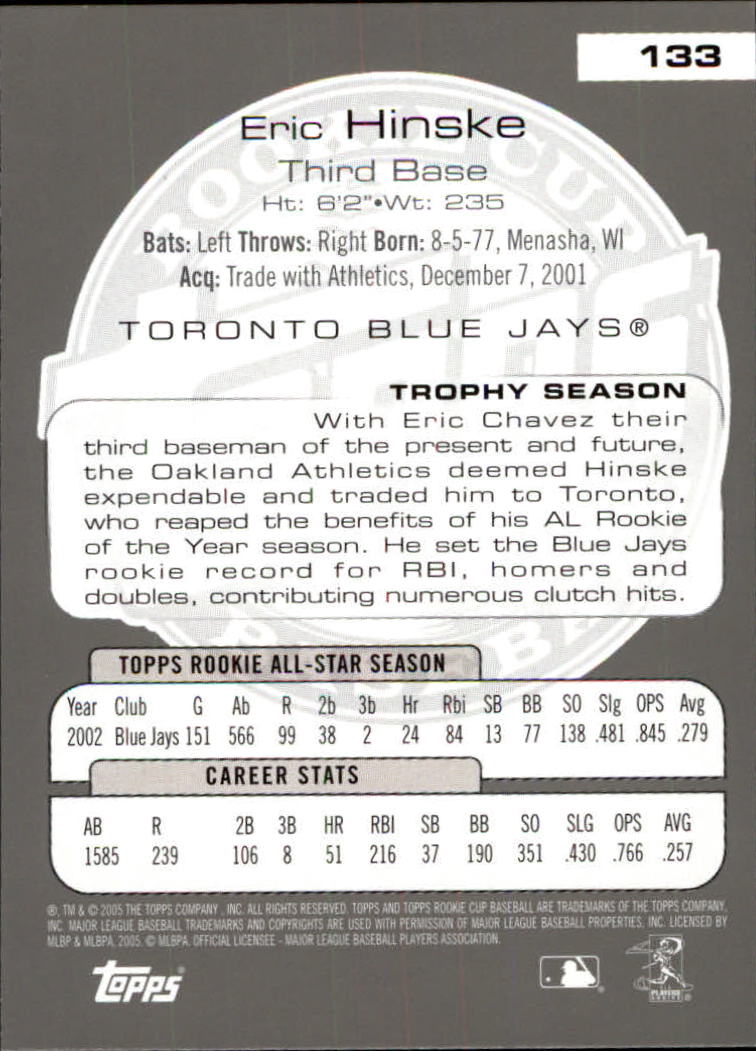 133
Eric Hinske
Third Base
Ht: 6'2"•Wt: 235
Bats: Left Throws: Right Born: 8-5-77, Menasha, WI
Acq: Trade with Athletics, December 7, 2001
TORONTO BLUE JAYS®
TROPHY SEASON
With Eric Chavez their
third baseman of the present and future,
the Oakland Athletics deemed Hinske
expendable and traded him to Toronto,
who reaped the benefits of his AL Rookie
of the Year season. He set the Blue Jays
rookie record for RBI, homers and
doubles, contributing numerous clutch hits.
TOPPS ROOKIE ALL-STAR SEASON
Year Club G Ab R 2b 3b Hr Rbi SB BB SO Slg OPS Avg
2002 Blue Jays 151 566 99 38 2 24 84 13 77 138 .481 .845 .279
CAREER STATS
AB R 2B 3B HR RBI SB BB SO SLG OPS AVG
1585 239 106 8 51 216 37 190 351 .430 .766 .257
®, TM & © 2005 THE TOPPS COMPANY , INC. ALL RIGHTS RESERVED. TOPPS AND TOPPS ROOKIE CUP BASEBALL ARE TRADEMARKS OF THE TOPPS COMPANY,
INC. MAJOR LEAGUE BASEBALL TRADEMARKS AND COPYRIGHTS ARE USED WITH PERMISSION OF MAJOR LEAGUE BASEBALL PROPERTIES, INC. LICENSED BY
MLBP & MLBPA, 2005. © MLBPA. OFFICIAL LICENSEE - MAJOR LEAGUE BASEBALL PLAYERS ASSOCIATION.
Topps®
PLAYERS
CHOICE ®